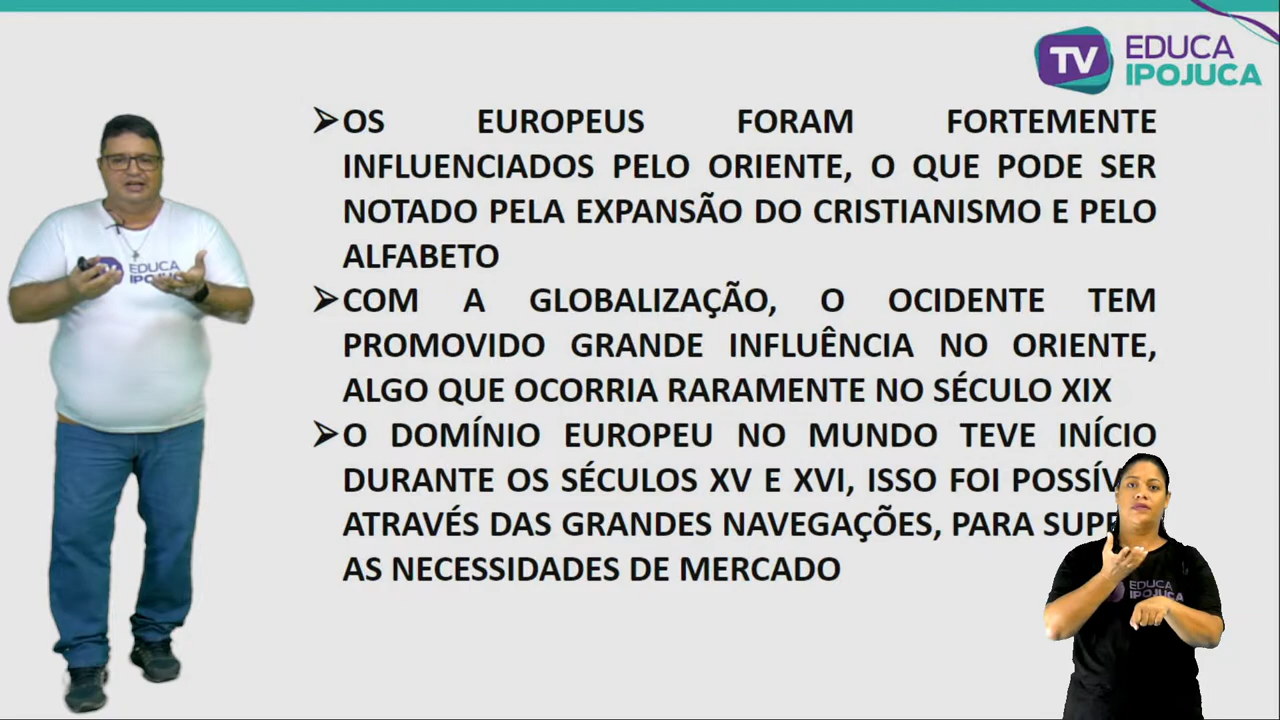 TV EDUCA
IPOJUCA
➢OS EUROPEUS FORAM FORTEMENTE
INFLUENCIADOS PELO ORIENTE, O QUE PODE SER
NOTADO PELA EXPANSÃO DO CRISTIANISMO E PELO
ALFABETO
➢COM A GLOBALIZAÇÃO, O OCIDENTE TEM
PROMOVIDO GRANDE INFLUÊNCIA NO ORIENTE,
ALGO QUE OCORRIA RARAMENTE NO SÉCULO XIX
➢O DOMÍNIO EUROPEU NO MUNDO TEVE INÍCIO
DURANTE OS SÉCULOS XV E XVI, ISSO FOI
ATRAVÉS DAS GRANDES NAVEGAÇÕES, PARA
AS NECESSIDADES DE MERCADO
TV EDUCA
IPOJUCA
EDUCA
IPOJUCA